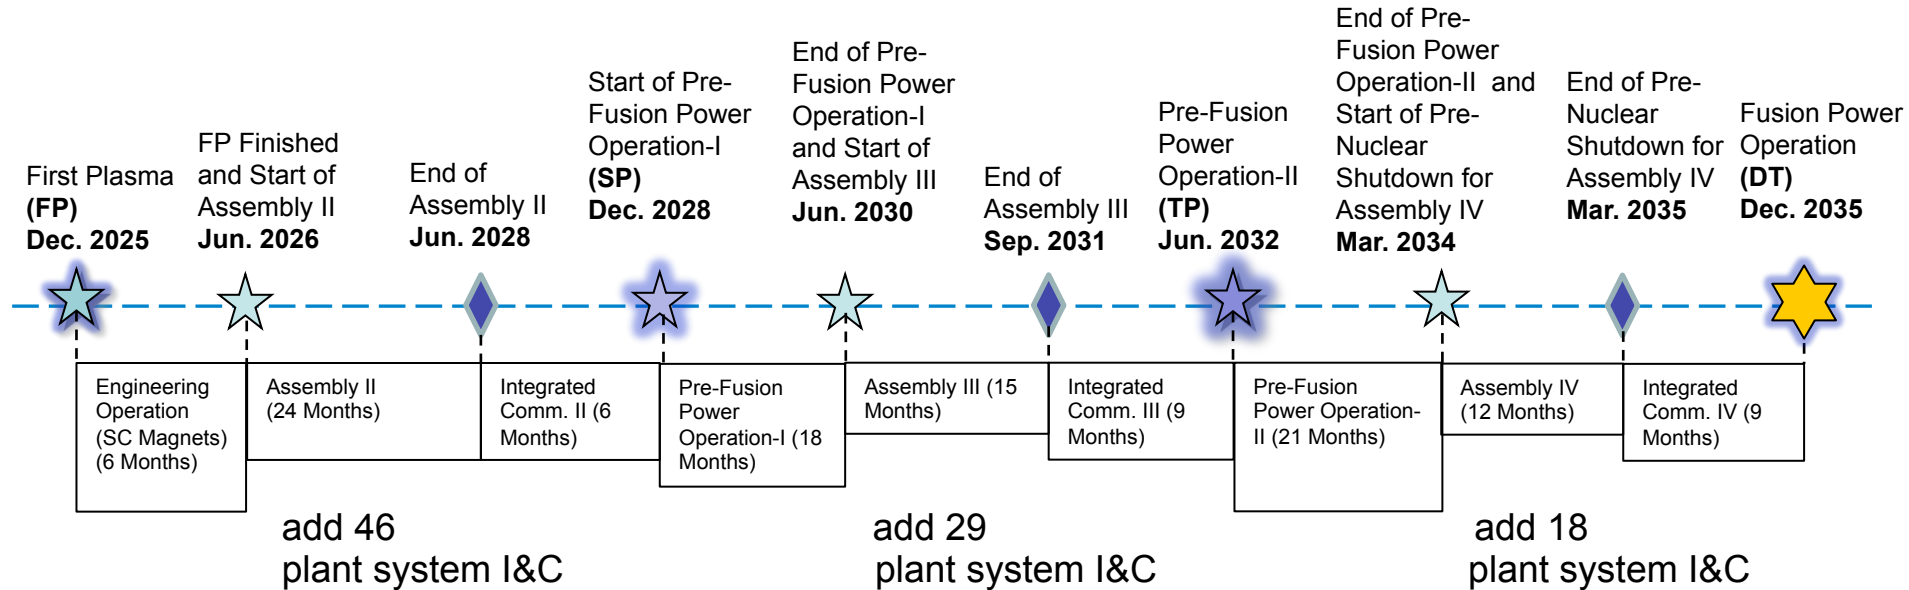 First Plasma
(FP)
Dec. 2025
FP Finished
and Start of
Assembly II
Jun. 2026
End of
Assembly II
Jun. 2028
Start of Pre-
Fusion Power
Operation-I
(SP)
Dec. 2028
End of Pre-
Fusion Power
Operation-I
and Start of
Assembly III
Jun. 2030
End of
Assembly III
Sep. 2031
Pre-Fusion
Power
Operation-II
(TP)
Jun. 2032
End of Pre-
Fusion Power
Operation-II and
Start of Pre-
Nuclear
Shutdown for
Assembly IV
Mar. 2034
End of Pre-
Nuclear
Shutdown for
Assembly IV
Mar. 2035
Fusion Power
Operation
(DT)
Dec. 2035
Engineering
Operation
(SC Magnets)
(6 Months)
Assembly II
(24 Months)
Integrated
Comm. II (6
Months)
Pre-Fusion
Power
Operation-I (18
Months)
Assembly III (15
Months)
Integrated
Comm. III (9
Months)
Pre-Fusion
Power Operation-
II (21 Months)
Assembly IV
(12 Months)
Integrated
Comm. IV (9
Months)
add 46
plant system I&C
add 29
plant system I&C
add 18
plant system I&C